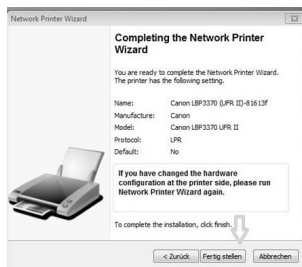 Network Printer Wizard
Completing the Network Printer
Wizard
You are ready to complete the Network Printer Wizard.
The printer has the following setting.
Name: Canon LBP3370 (UFR II)-81613f
Manufacture: Canon
Model: Canon LBP3370 UFR II
Protocol: LPR
Default: No
If you have changed the hardware
configuration at the printer side, please run
Network Printer Wizard again.
To complete the installation, click finish.
< Zurück Fertig stellen Abbrechen